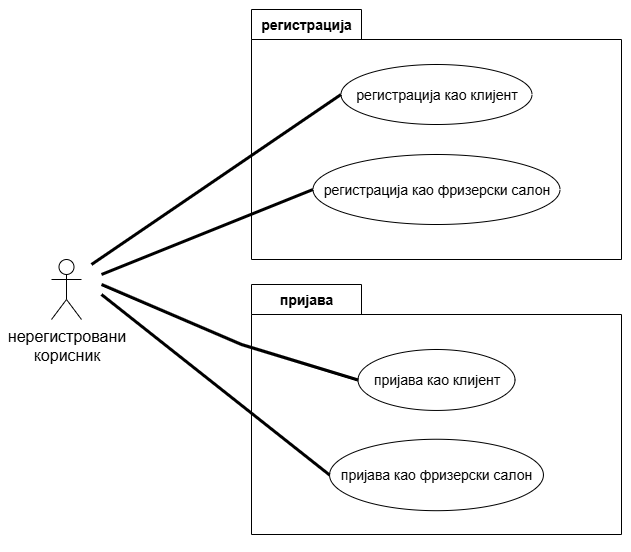 регистрација
регистрација као клијент
регистрација као фризерски салон
нерегистровани
корисник
пријава
пријава као клијент
пријава као фризерски салон